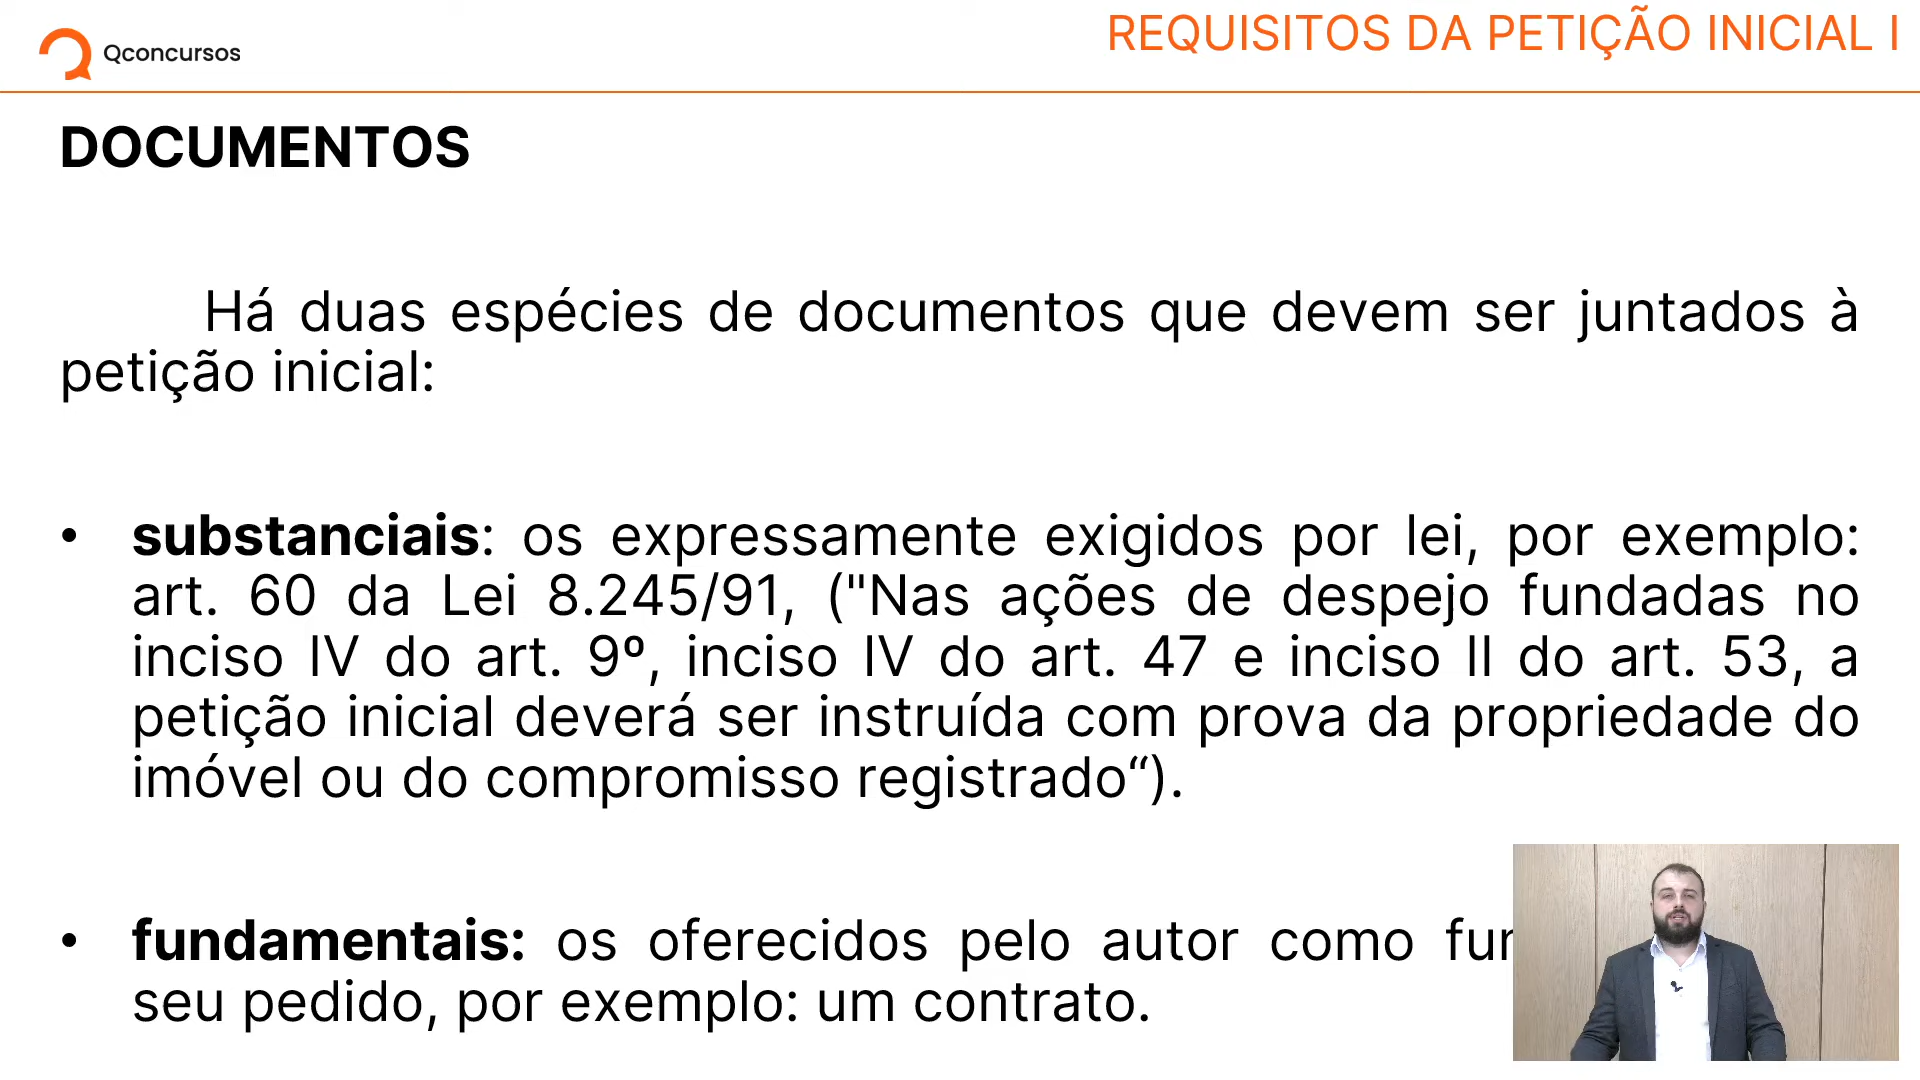 Qconcursos
REQUISITOS DA PETIÇÃO INICIAL I
DOCUMENTOS
Há duas espécies de documentos que devem ser juntados à
petição inicial:
• substanciais: os expressamente exigidos por lei, por exemplo:
art. 60 da Lei 8.245/91, ("Nas ações de despejo fundadas no
inciso IV do art. 9º, inciso IV do art. 47 e inciso II do art. 53, a
petição inicial deverá ser instruída com prova da propriedade do
imóvel ou do compromisso registrado“).
• fundamentais: os oferecidos pelo autor como
seu pedido, por exemplo: um contrato.